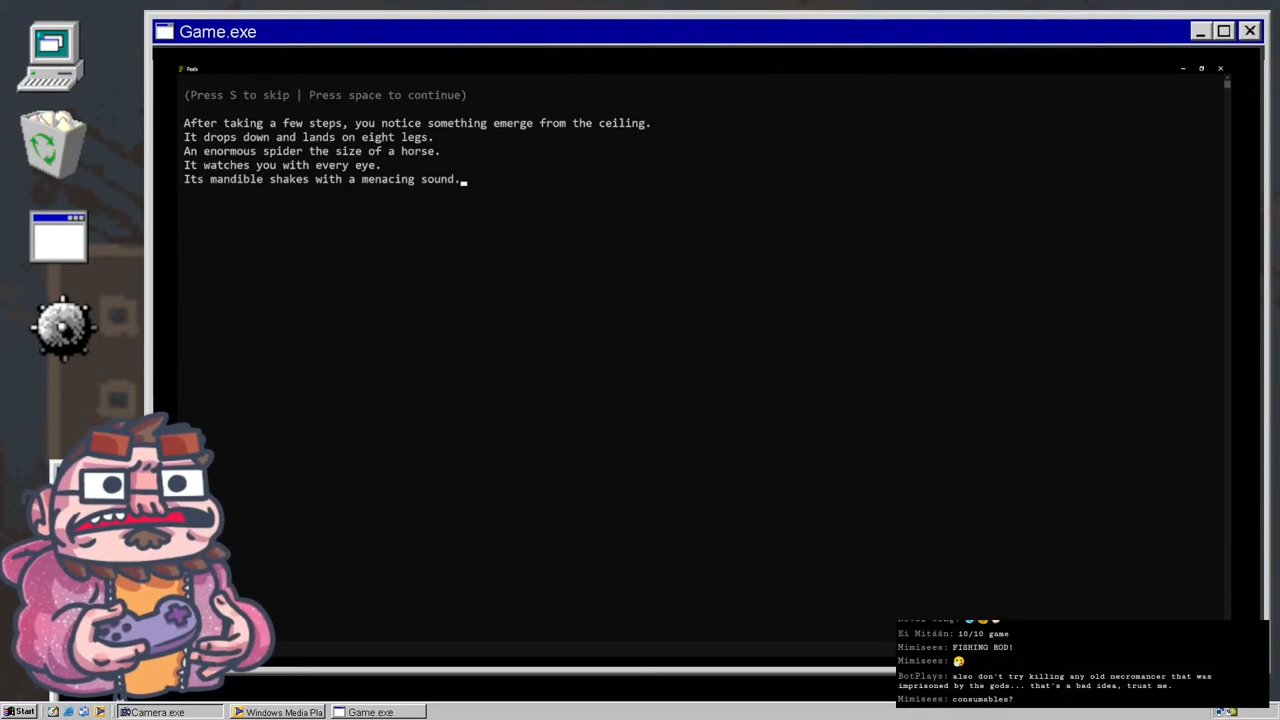 Game.exe
Feelo
(Press S to skip | Press space to continue)
After taking a few steps, you notice something emerge from the ceiling.
It drops down and lands on eight legs.
An enormous spider the size of a horse.
It watches you with every eye.
Its mandible shakes with a menacing sound.
Ei Mitään: 10/10 game
Mimisees: FISHING ROD!
Mimisees:
BotPlays: also don't try killing any old necromancer that was
imprisoned by the gods... that's a bad idea, trust me.
Mimisees: consumables?
Start
Camera.exe
Windows Media Pla
Game.exe